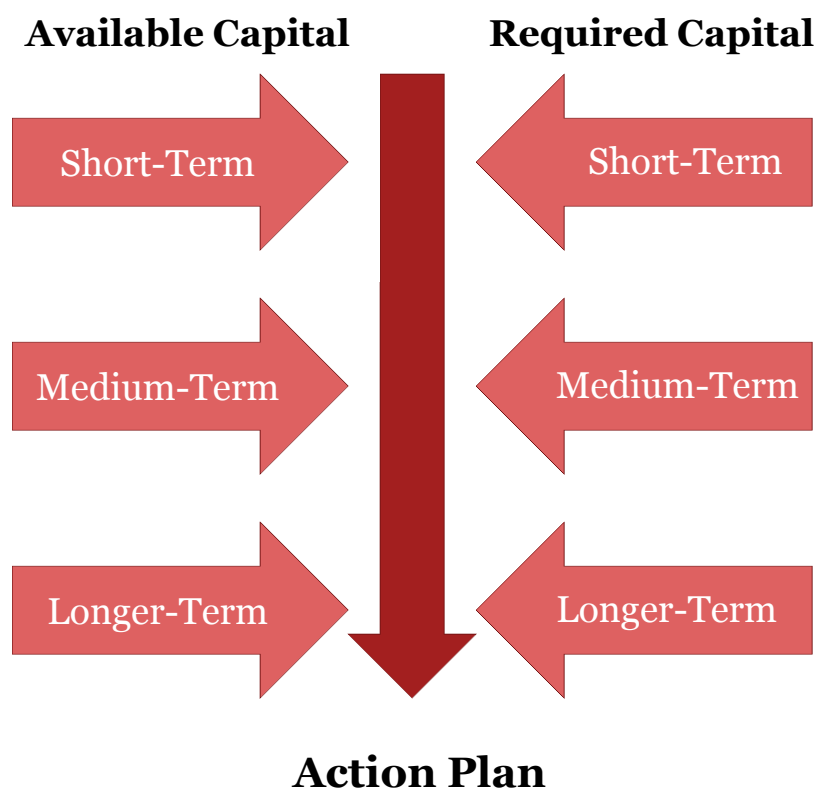 Available Capital
Required Capital
Short-Term
Short-Term
Medium-Term
Medium-Term
Longer-Term
Longer-Term
Action Plan